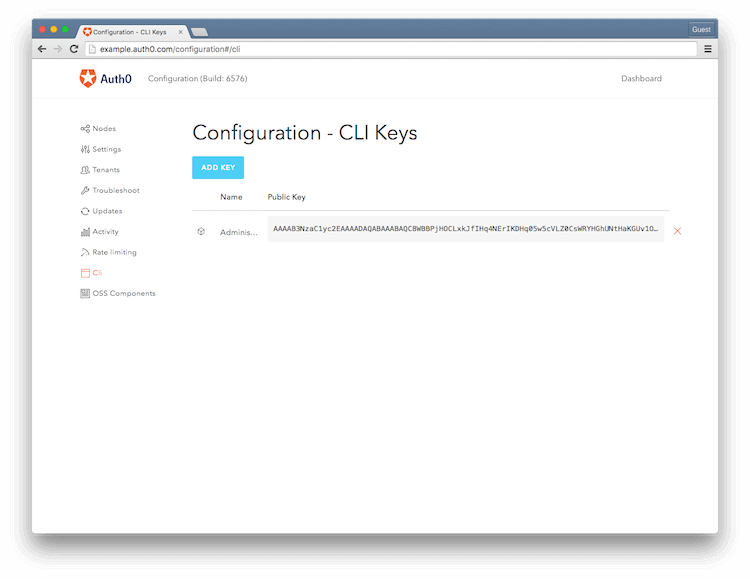 Configuration - CLI Keys
Guest
example.auth0.com/configuration#/cli
Auth0 Configuration (Build: 6576) Dashboard
Nodes
Settings
Tenants
Troubleshoot
Updates
Activity
Rate limiting
Cli
OSS Components
Configuration - CLI Keys
ADD KEY
Name Public Key
Adminis... AAAAB3NzaC1yc2EAAAADAQABAAABAQCBWBBPjHOCLxkJfIHq4NErIKDHq05w5cVLZ0CsWRYHGhUNtHaKGUv1O...